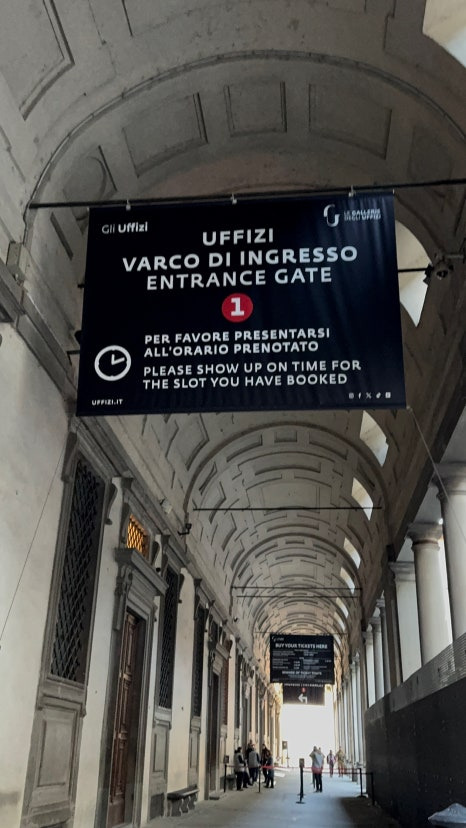 Gli Uffizi
LE GALLERIE
DEGLI UFFIZI
UFFIZI
VARCO DI INGRESSO
ENTRANCE GATE
1
PER FAVORE PRESENTARSI
ALL'ORARIO PRENOTATO
PLEASE SHOW UP ON TIME FOR
THE SLOT YOU HAVE BOOKED
UFFIZI.IT
BUY YOUR TICKETS HERE